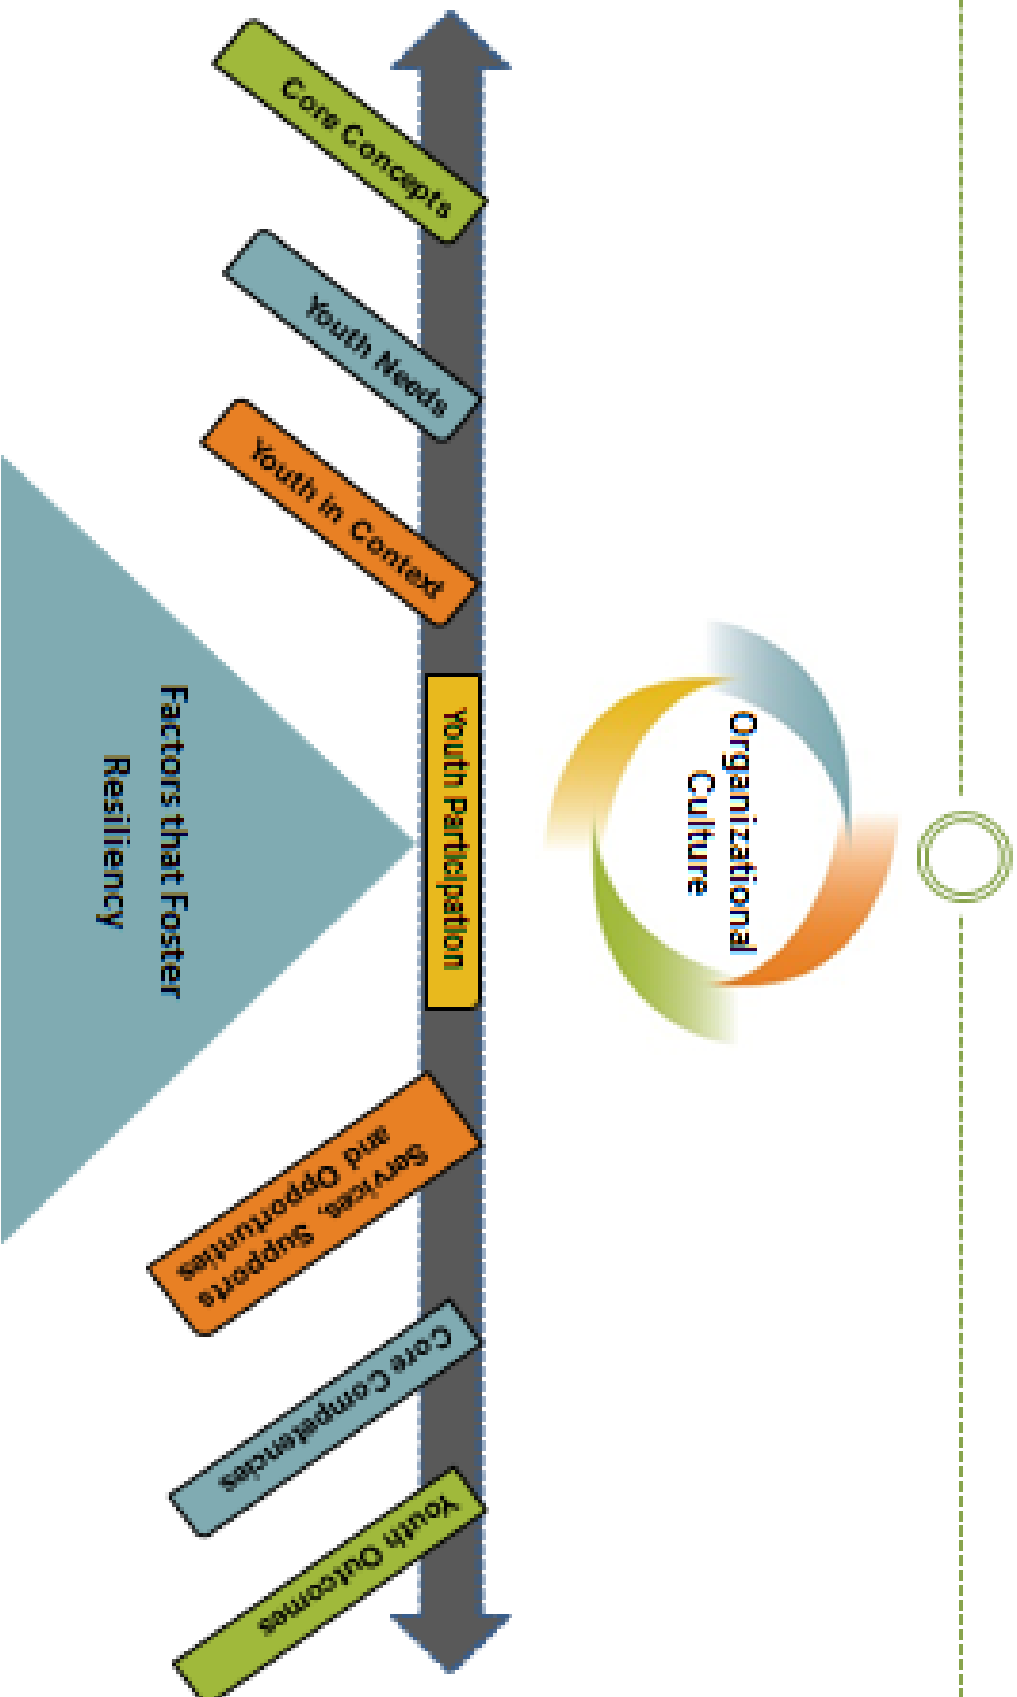 Organizational
Culture
Core Concepts
Youth Needs
Youth in Context
Youth Participation
Services, Supports
and Opportunities
Core Competencies
Youth Outcomes
Factors that Foster
Resiliency